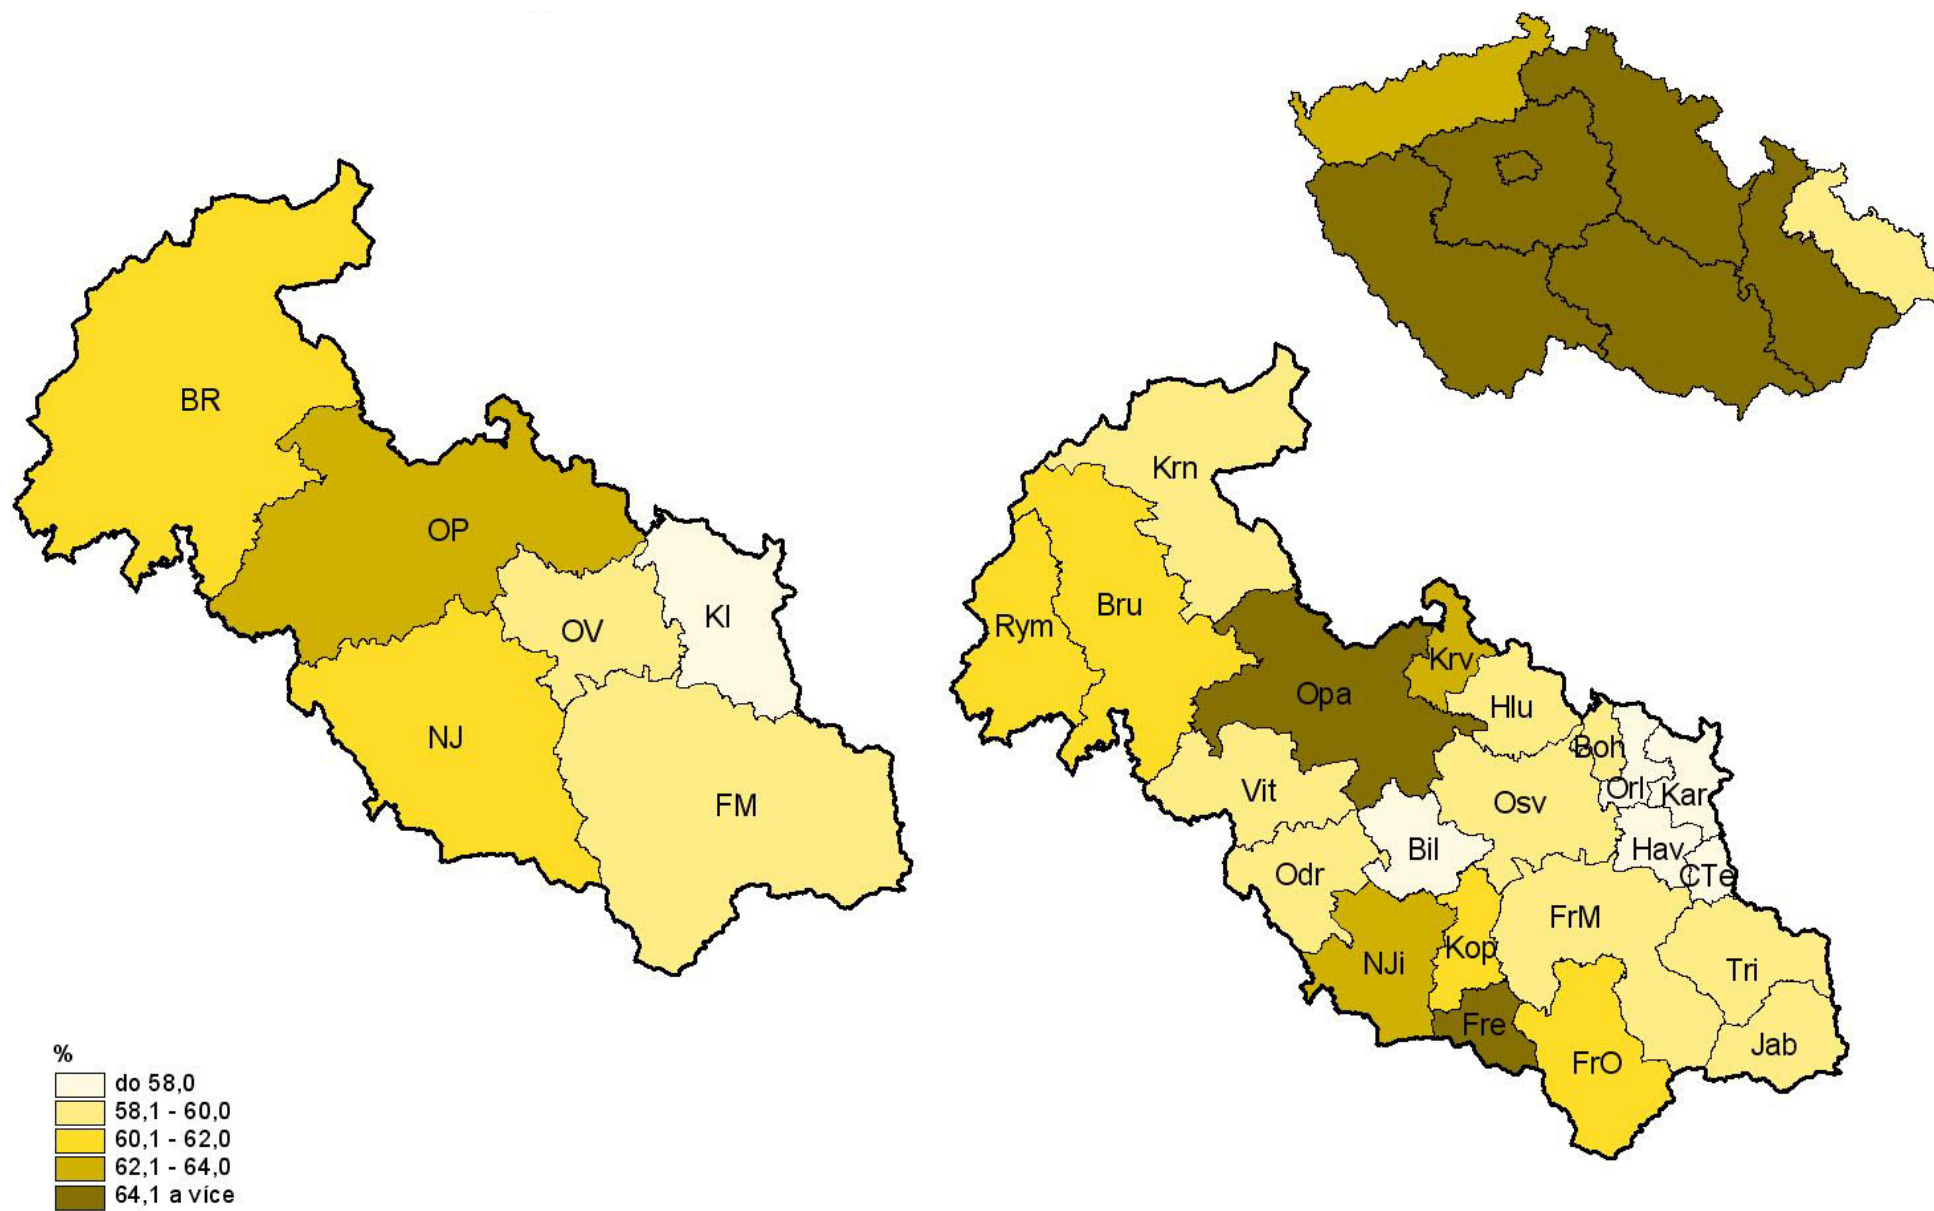 BR
OP
OV
KI
NJ
FM
Krn
Bru
Rym
Krv
Opa
Hlu
Boh
Orl
Kar
Vit
Osv
Bil
Hav
CTe
Odr
FrM
Kop
NJi
Tri
Fre
Jab
FrO
%
do 58,0
58,1 - 60,0
60,1 - 62,0
62,1 - 64,0
64,1 a více